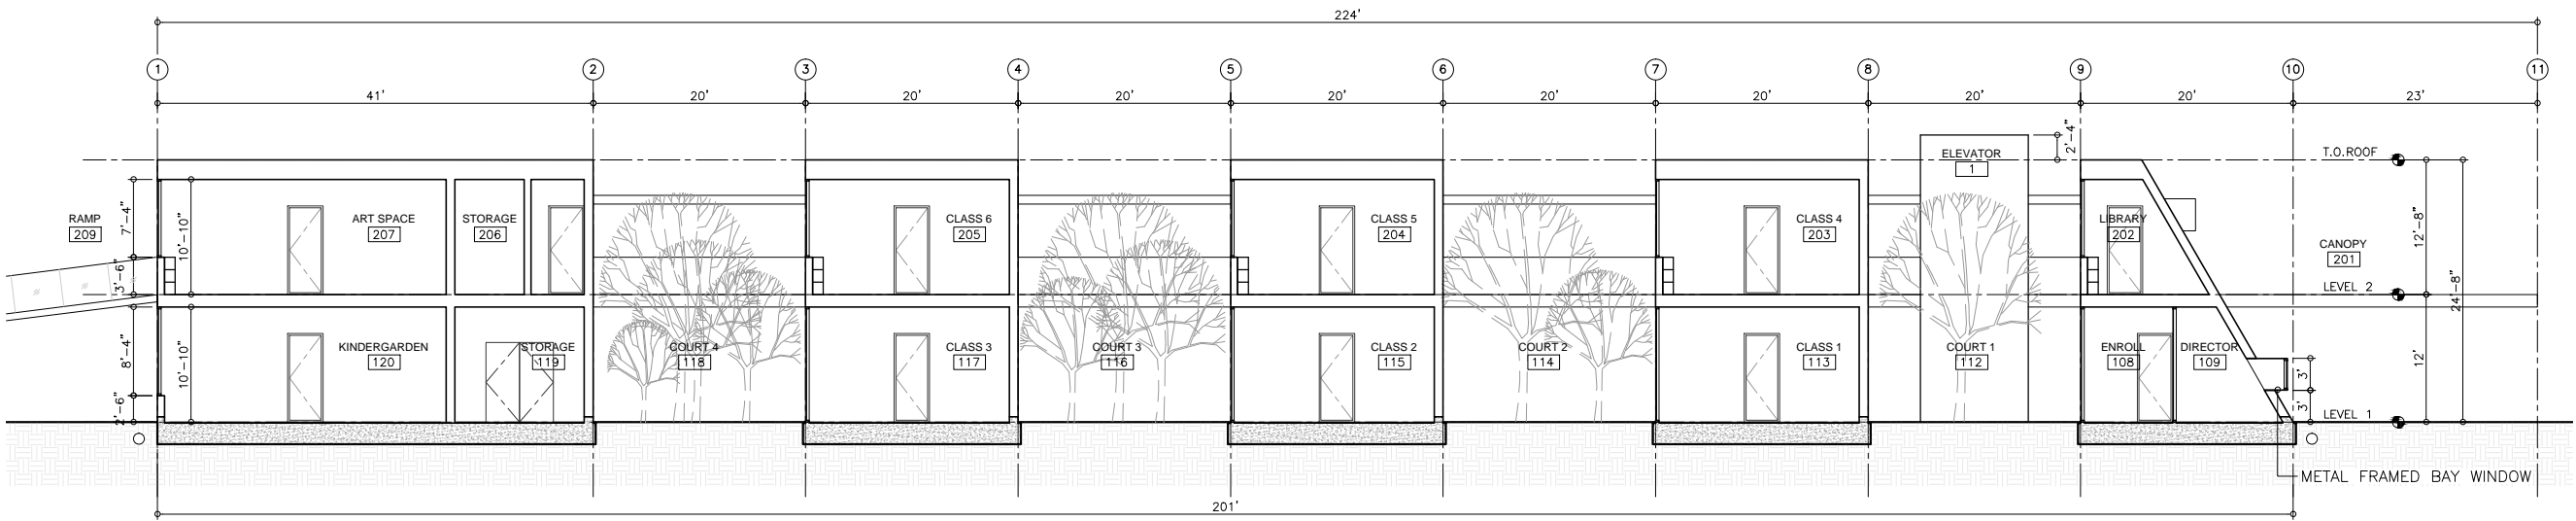 224'
1
2
3
4
5
6
7
8
9
10
11
41'
20'
20'
20'
20'
20'
20'
20'
20'
23'
2'-4"
T.O.ROOF
ELEVATOR
1
RAMP
209
7'-4"
3'-6"
10'-10"
ART SPACE
207
STORAGE
206
CLASS 6
205
CLASS 5
204
CLASS 4
203
LIBRARY
202
CANOPY
201
12'-8"
24'-8"
LEVEL 2
8'-4"
2'-6"
10'-10"
KINDERGARDEN
120
STORAGE
119
COURT 4
118
CLASS 3
117
COURT 3
116
CLASS 2
115
COURT 2
114
CLASS 1
113
COURT 1
112
ENROLL
108
DIRECTOR
109
3'
3'
12'
LEVEL 1
METAL FRAMED BAY WINDOW
201'